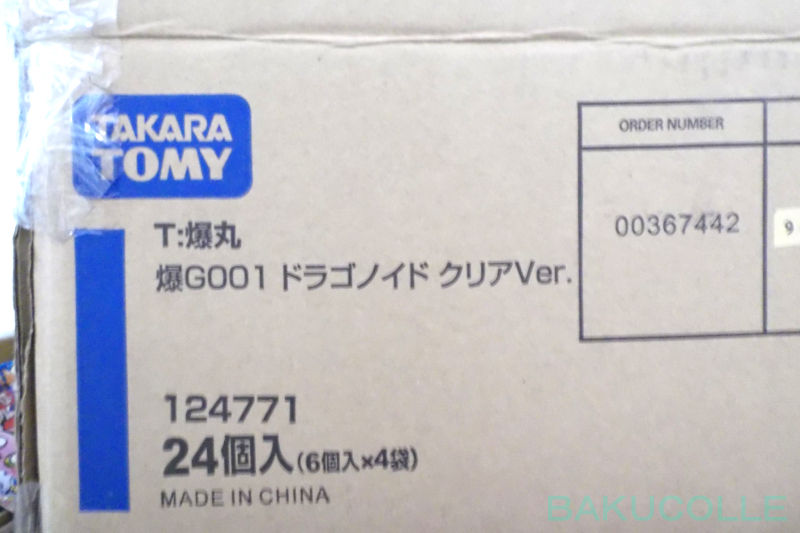 TAKARA
TOMY
ORDER NUMBER
00367442
9
T:爆丸
爆G001 ドラゴノイド クリアVer.
124771
24個入(6個入×4袋)
MADE IN CHINA
BAKUCOLLE